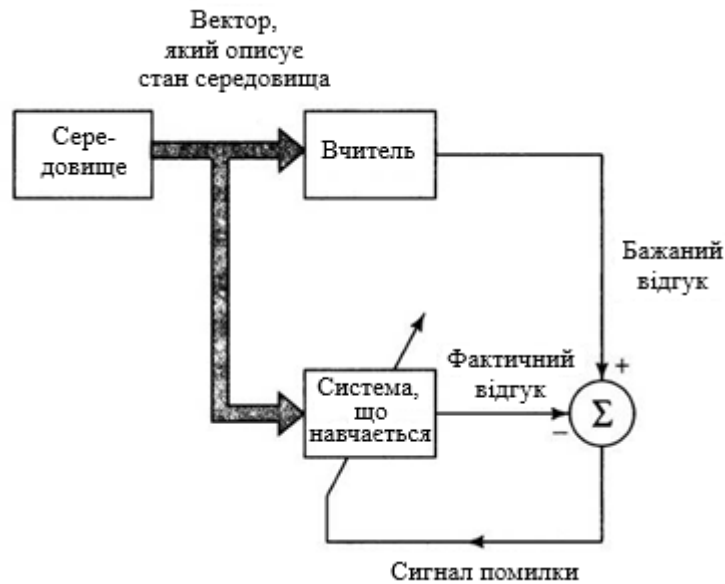 Вектор,
який описує
стан середовища
Сере-
довище
Вчитель
Бажаний
відгук
Фактичний
відгук
+
Система,
що
навчається
−
Σ
Сигнал помилки